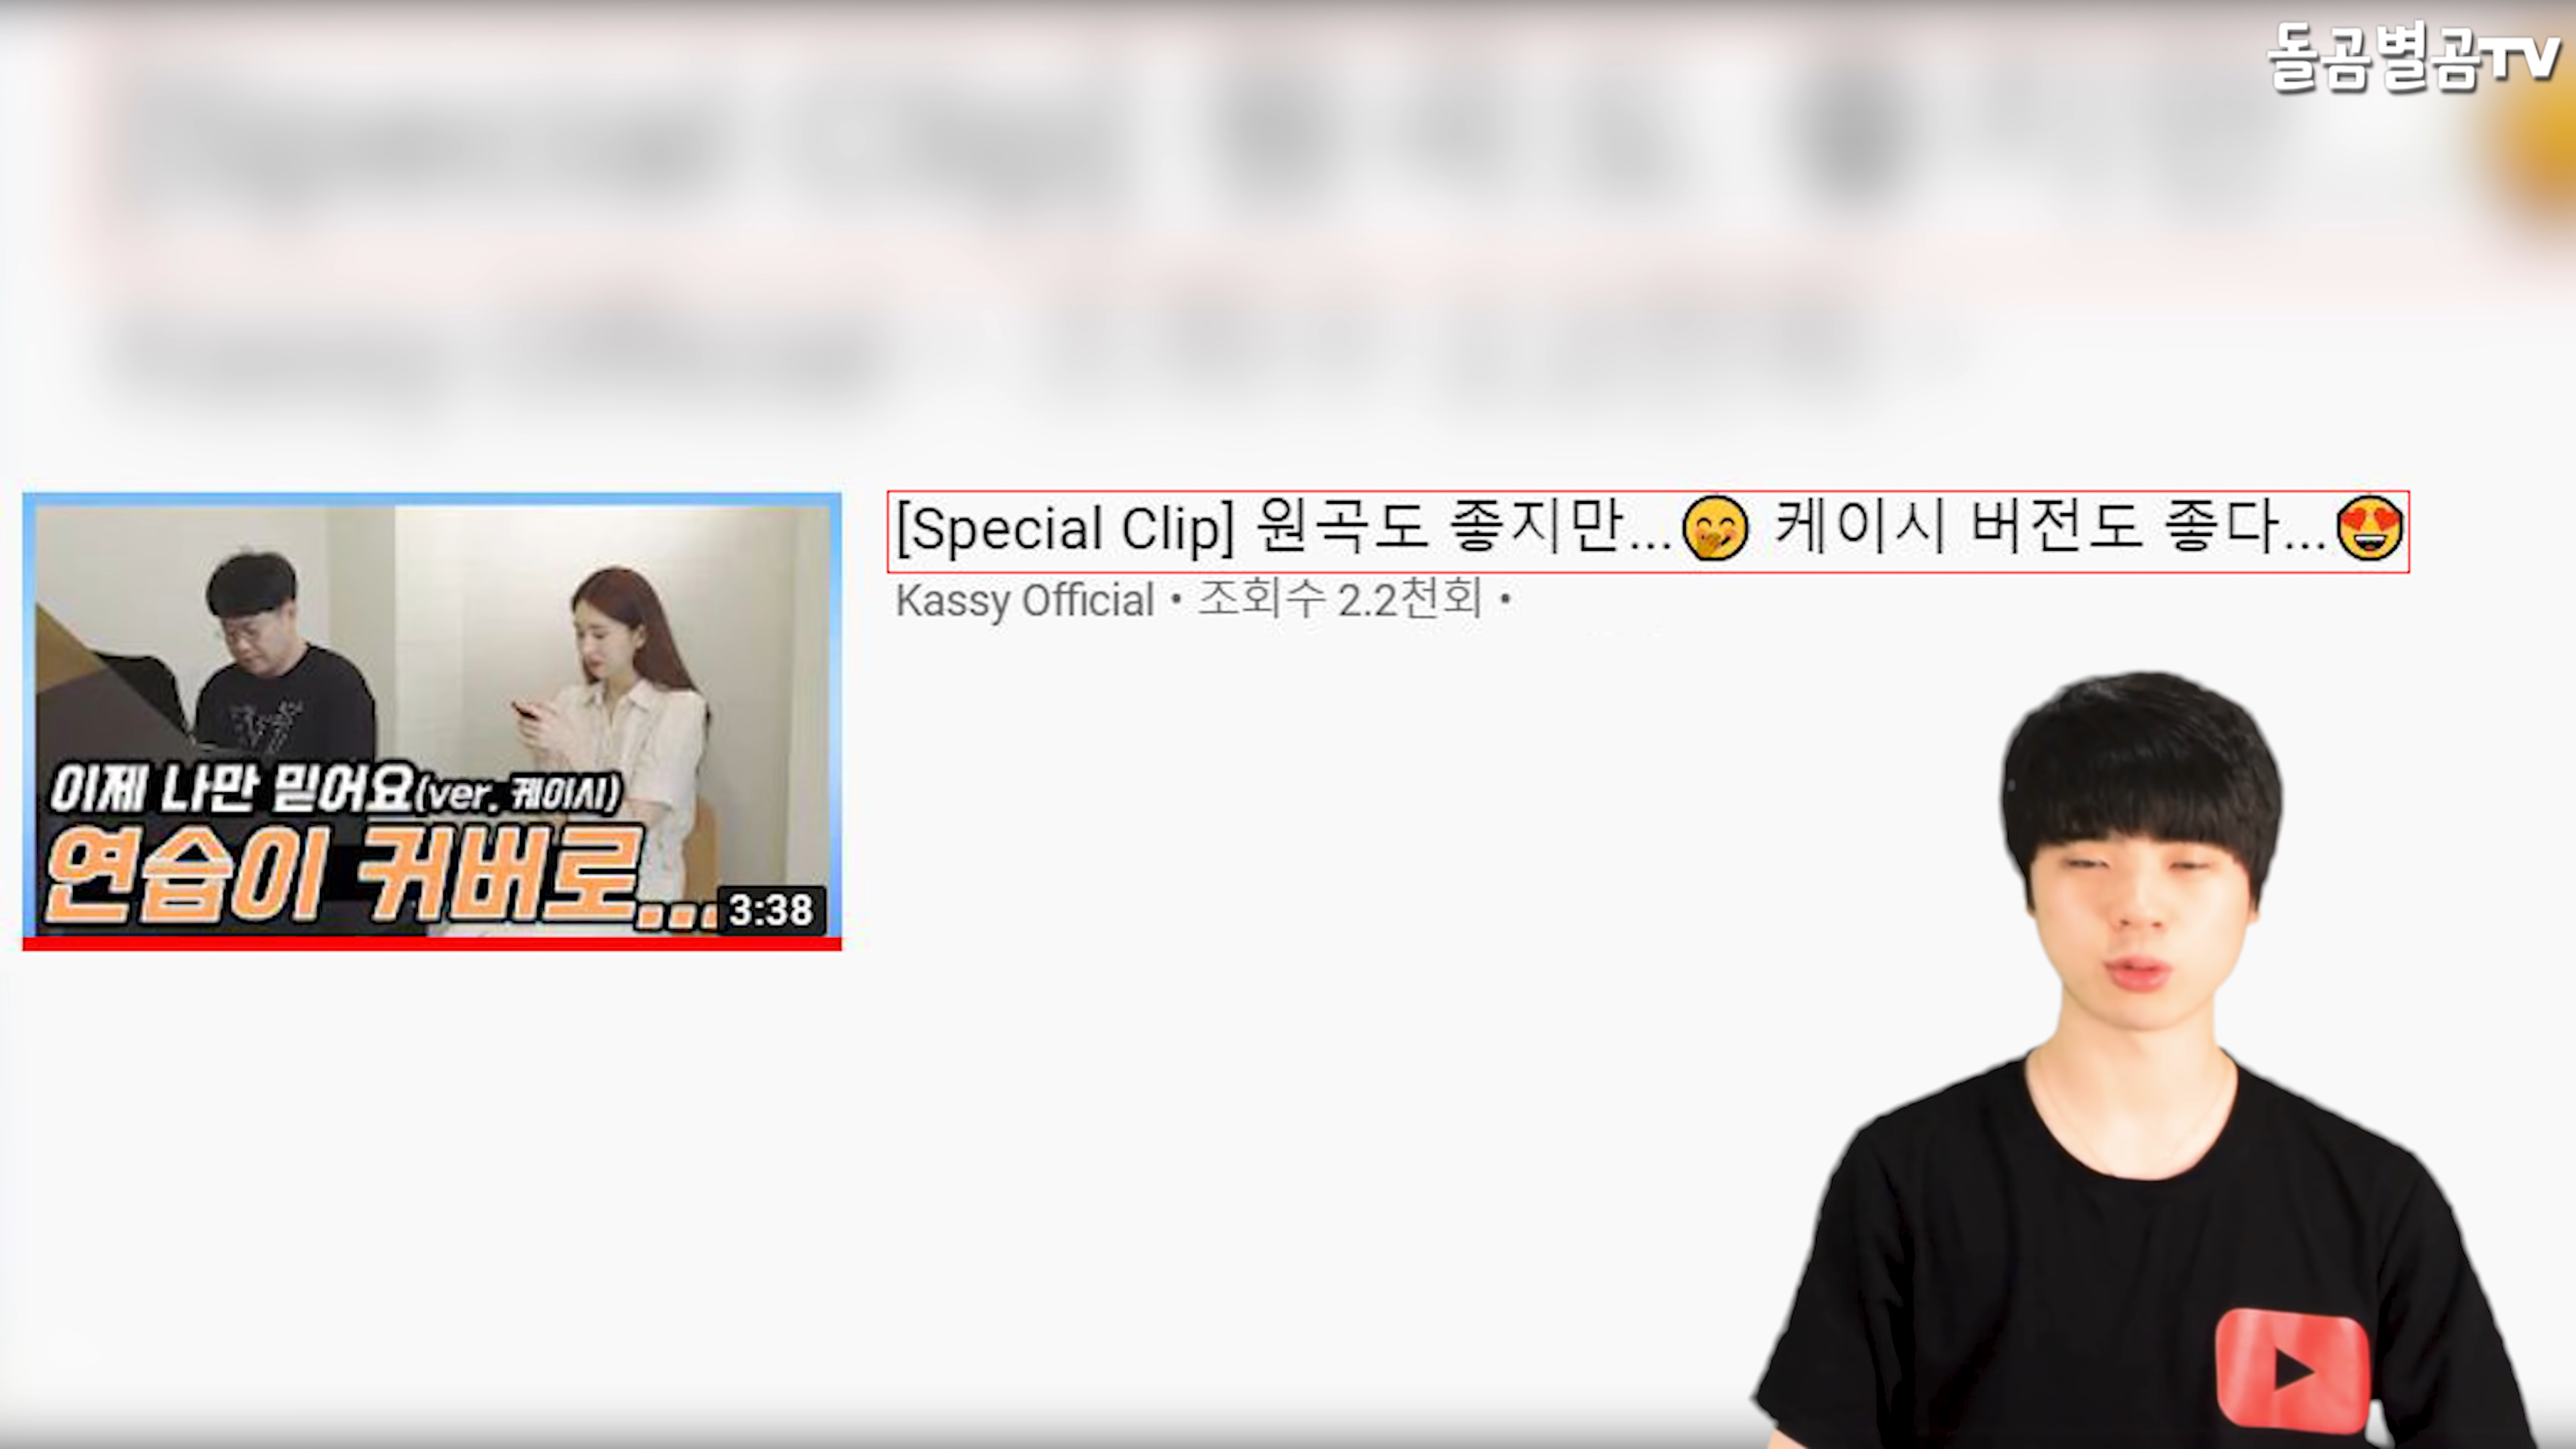 돌곰별곰TV
[Special Clip] 원곡도 좋지만...🤭 케이시 버전도 좋다...😍
Kassy Official • 조회수 2.2천회 •
이제 나만 믿어요(ver. 케이시)
연습이 커버로...
3:38